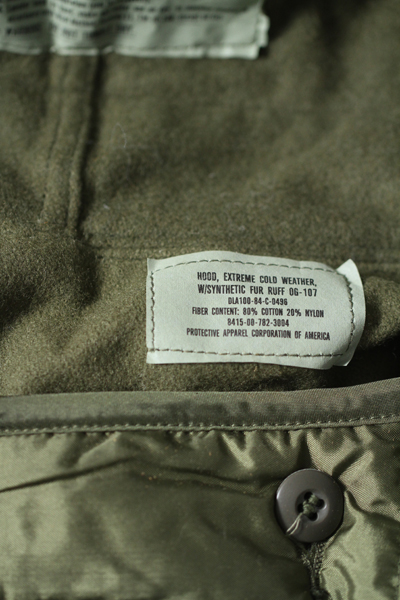 HOOD, EXTREME COLD WEATHER,
W/SYNTHETIC FUR RUFF OG-107
DLA100-84-C-0496
FIBER CONTENT: 80% COTTON 20% NYLON
8415-00-782-3004
PROTECTIVE APPAREL CORPORATION OF AMERICA